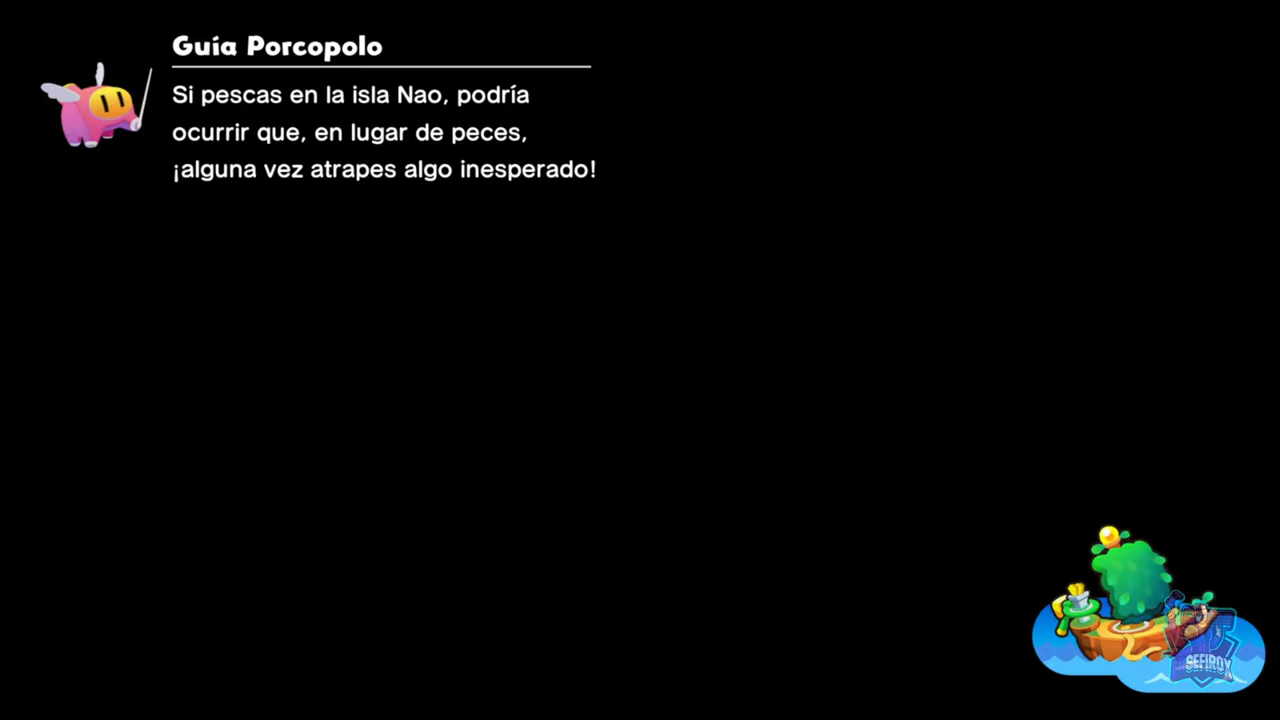 Guía Porcopolo
Si pescas en la isla Nao, podría
ocurrir que, en lugar de peces,
¡alguna vez atrapes algo inesperado!
SEFIROX